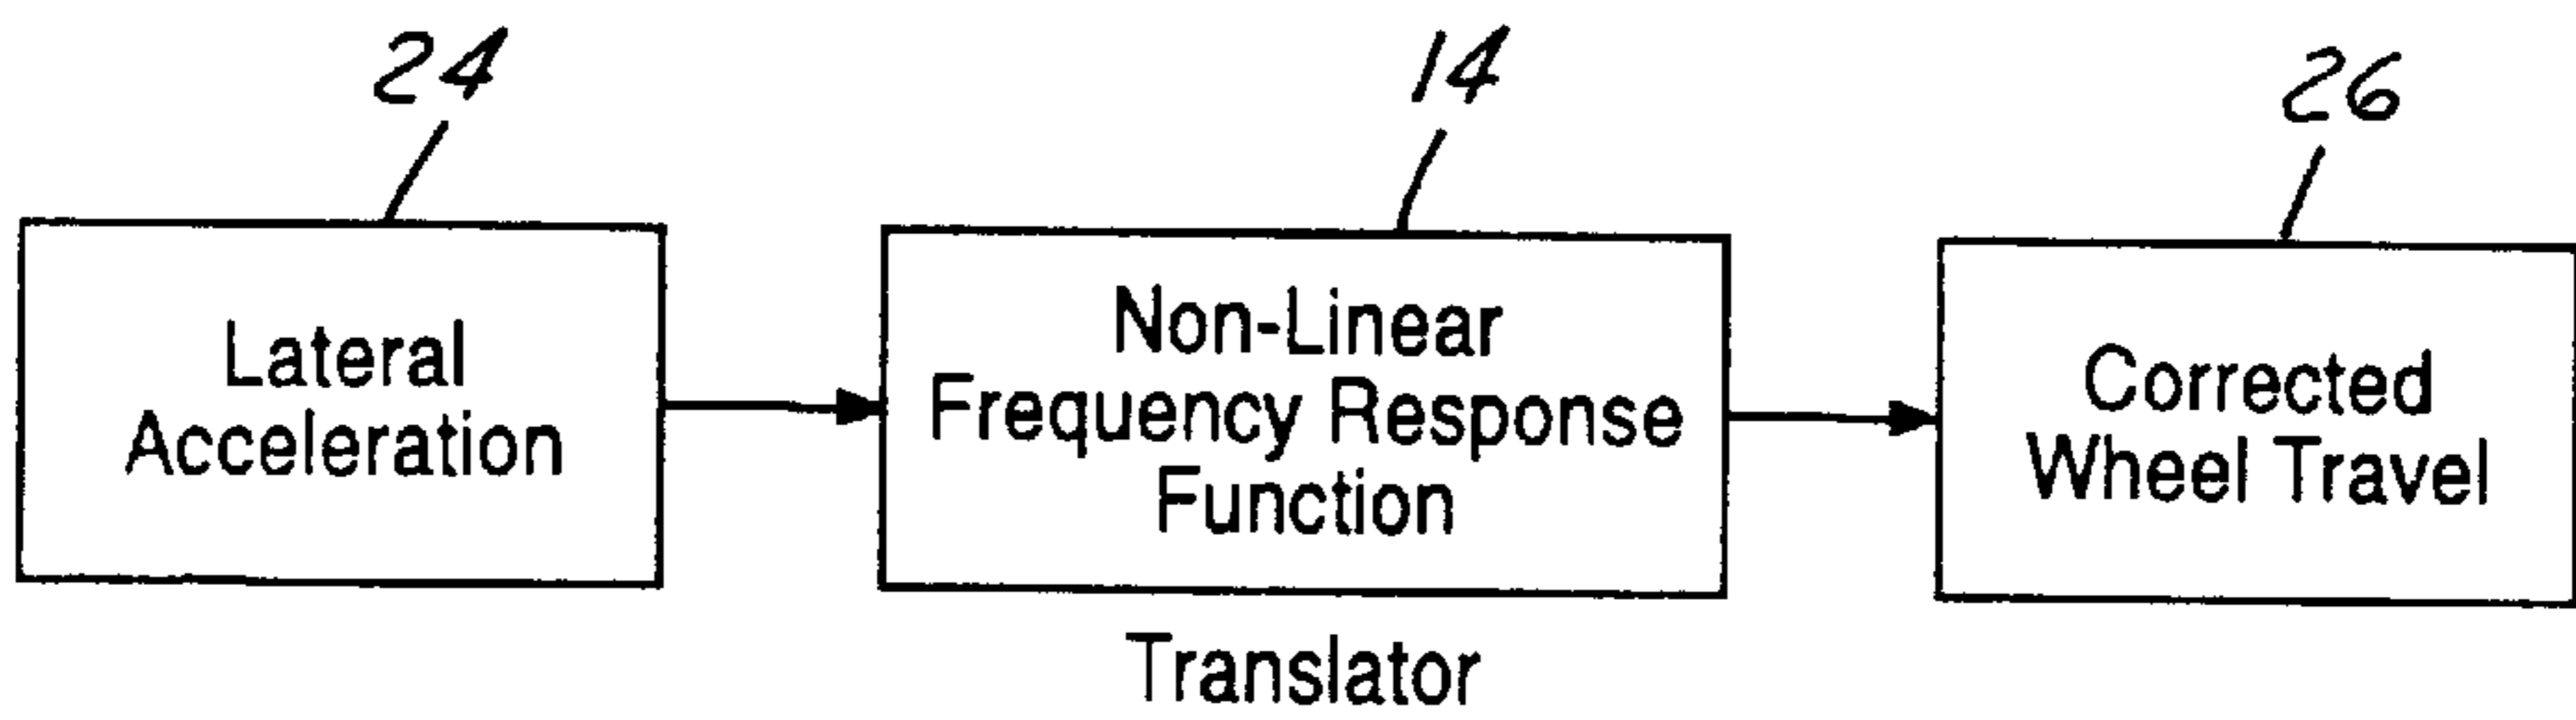 24
14
26
Lateral
Acceleration
Non-Linear
Frequency Response
Function
Corrected
Wheel Travel
Translator